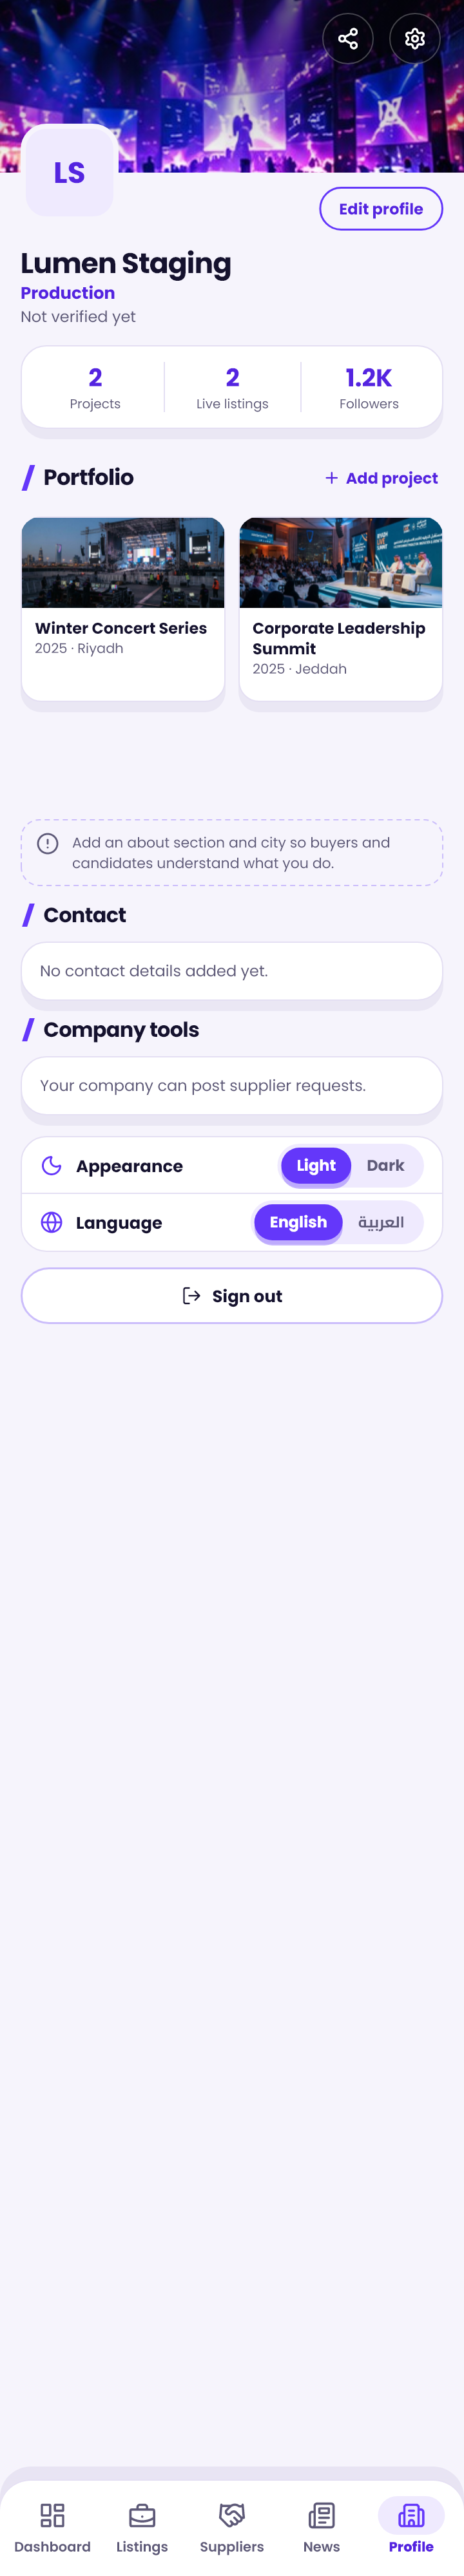 LS
Edit profile
Lumen Staging
Production
Not verified yet
2
Projects
2
Live listings
1.2K
Followers
Portfolio
Add project
Winter Concert Series
2025 · Riyadh
Corporate Leadership
Summit
2025 · Jeddah
Add an about section and city so buyers and
candidates understand what you do.
Contact
No contact details added yet.
Company tools
Your company can post supplier requests.
Appearance
Light
Dark
Language
English
العربية
Sign out
Dashboard
Listings
Suppliers
News
Profile